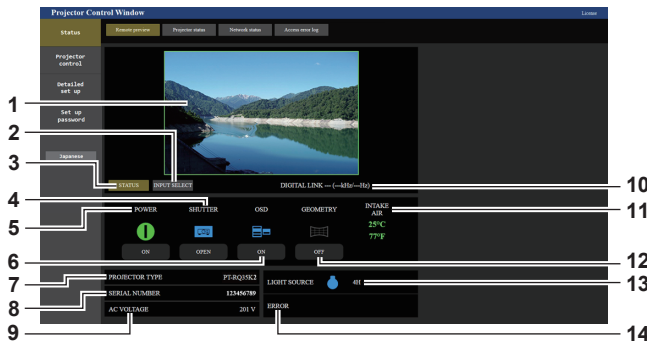 Projector Control Window
License
Status
Remote preview
Projector status
Network status
Access error log
Projector
control
Detailed
set up
Set up
password
Japanese
STATUS
INPUT SELECT
DIGITAL LINK --- (---kHz/---Hz)
POWER
SHUTTER
OSD
GEOMETRY
INTAKE
AIR
25°C
77°F
ON
OPEN
ON
OFF
PROJECTOR TYPE PT-RQ35K2
SERIAL NUMBER 123456789
AC VOLTAGE 201 V
LIGHT SOURCE 4H
ERROR
1
2
3
4
5
6
7
8
9
10
11
12
13
14